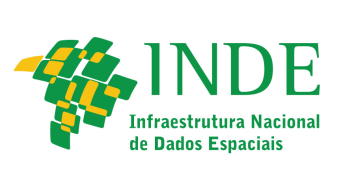 INDE
Infraestrutura Nacional
de Dados Espaciais